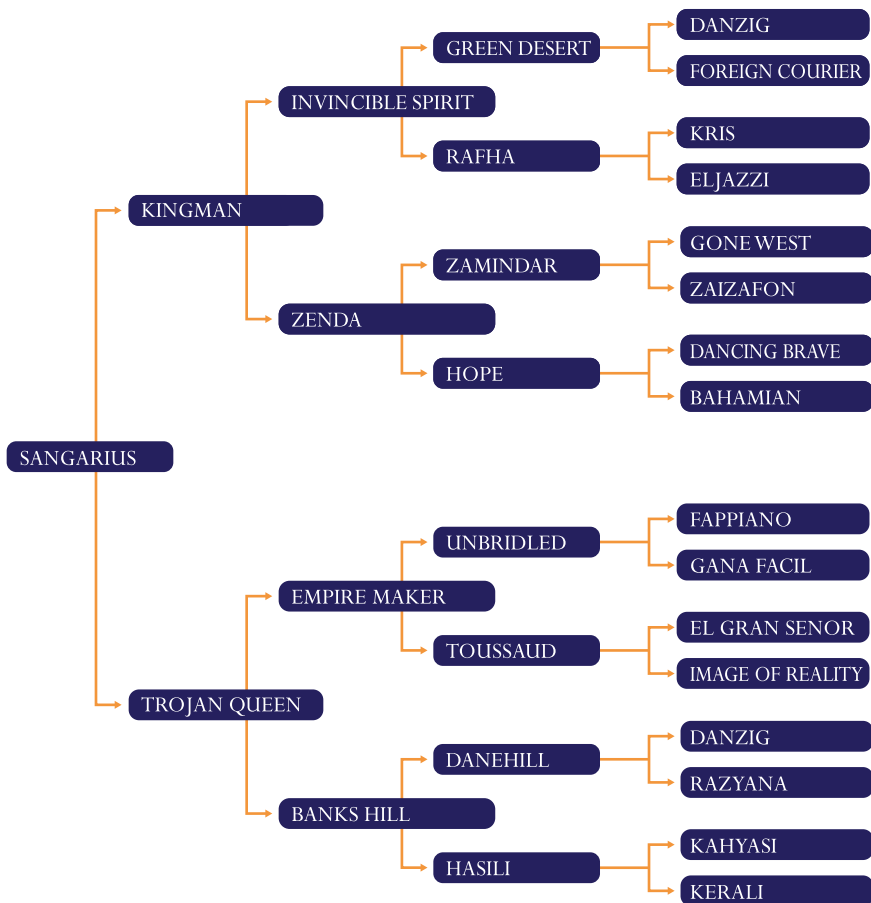 DANZIG
GREEN DESERT
FOREIGN COURIER
INVINCIBLE SPIRIT
KRIS
RAFHA
ELJAZZI
KINGMAN
GONE WEST
ZAMINDAR
ZAIZAFON
ZENDA
DANCING BRAVE
HOPE
BAHAMIAN
SANGARIUS
FAPPIANO
UNBRIDLED
GANA FACIL
EMPIRE MAKER
EL GRAN SENOR
TOUSSAUD
IMAGE OF REALITY
TROJAN QUEEN
DANZIG
DANEHILL
RAZYANA
BANKS HILL
KAHYASI
HASILI
KERALI